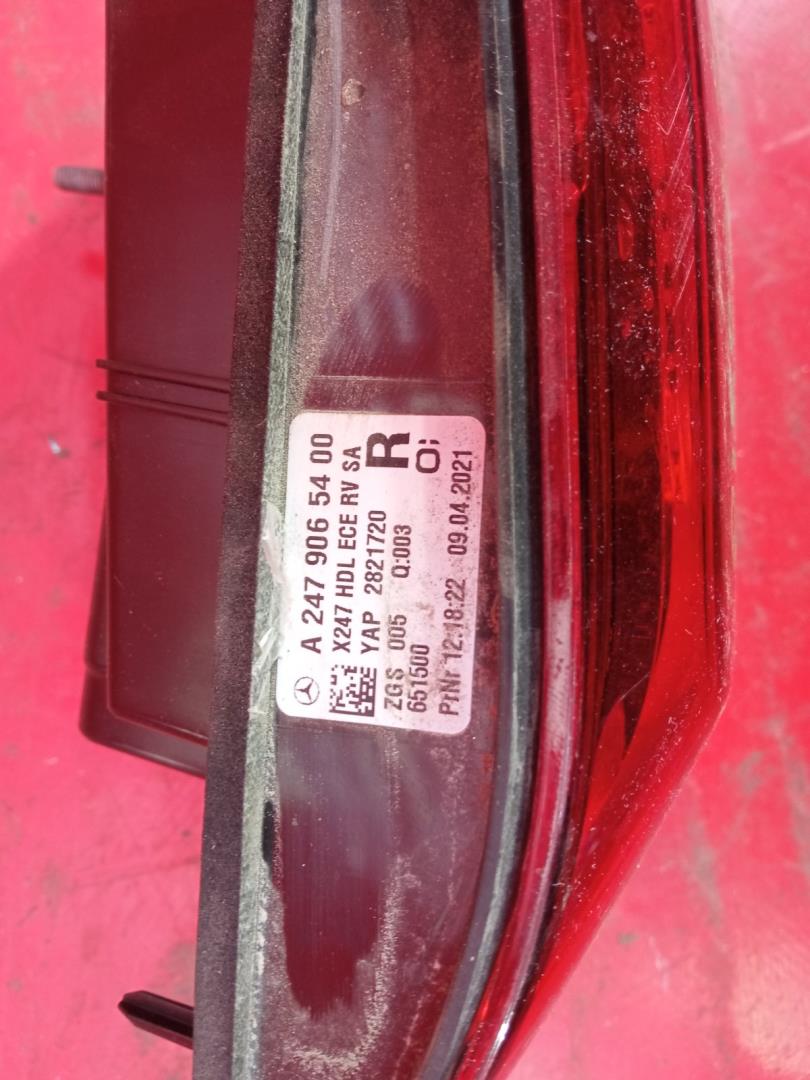 A 247 906 54 00
X247 HDL ECE RV SA
YAP 2821720
R
ZGS 005 Q:003
651500
PrNr 12:18:22 09.04.2021